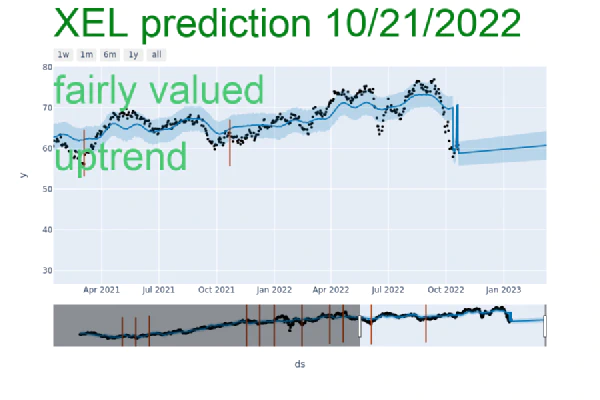 XEL prediction 10/21/2022
1w 1m 6m 1y all
fairly valued
uptrend
80
70
60
50
40
30
y
Apr 2021 Jul 2021 Oct 2021 Jan 2022 Apr 2022 Jul 2022 Oct 2022 Jan 2023
ds